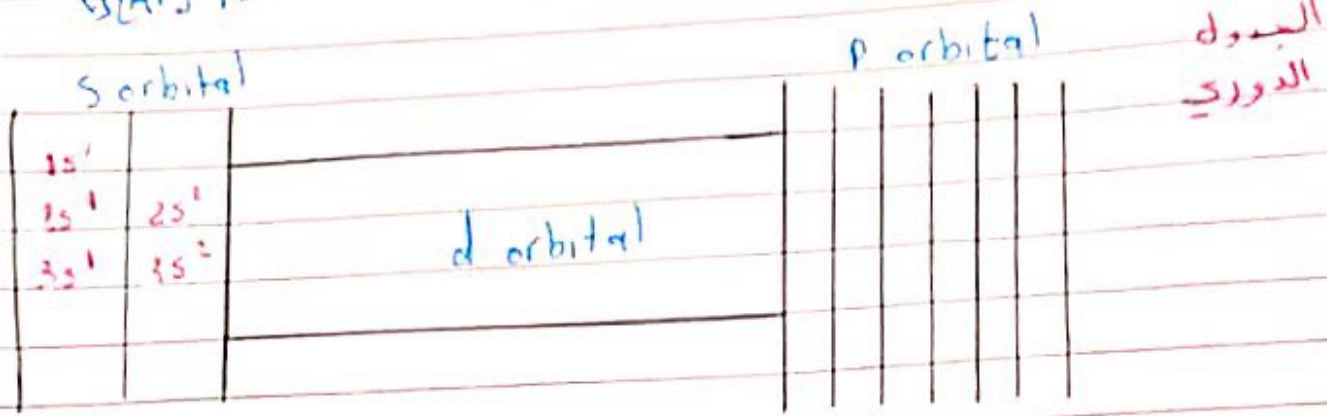 S orbital
P orbital
الجدول
الدوري
1s¹
2s¹ 2s¹
3s¹ 3s²
d orbital